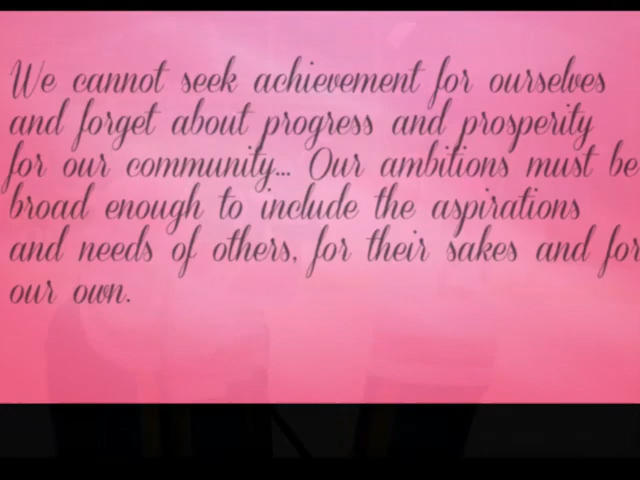 We cannot seek achievement for ourselves
and forget about progress and prosperity
for our community... Our ambitions must be
broad enough to include the aspirations
and needs of others, for their sakes and for
our own.